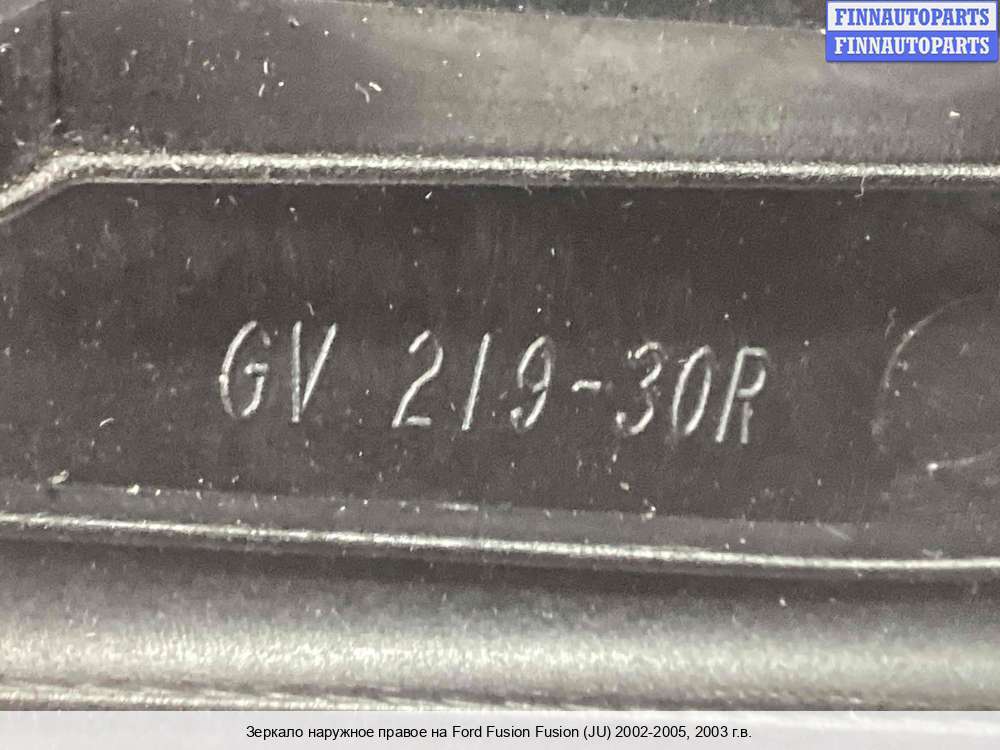 FINNAUTOPARTS
FINNAUTOPARTS
GV 219-30R
Зеркало наружное правое на Ford Fusion Fusion (JU) 2002-2005, 2003 г.в.